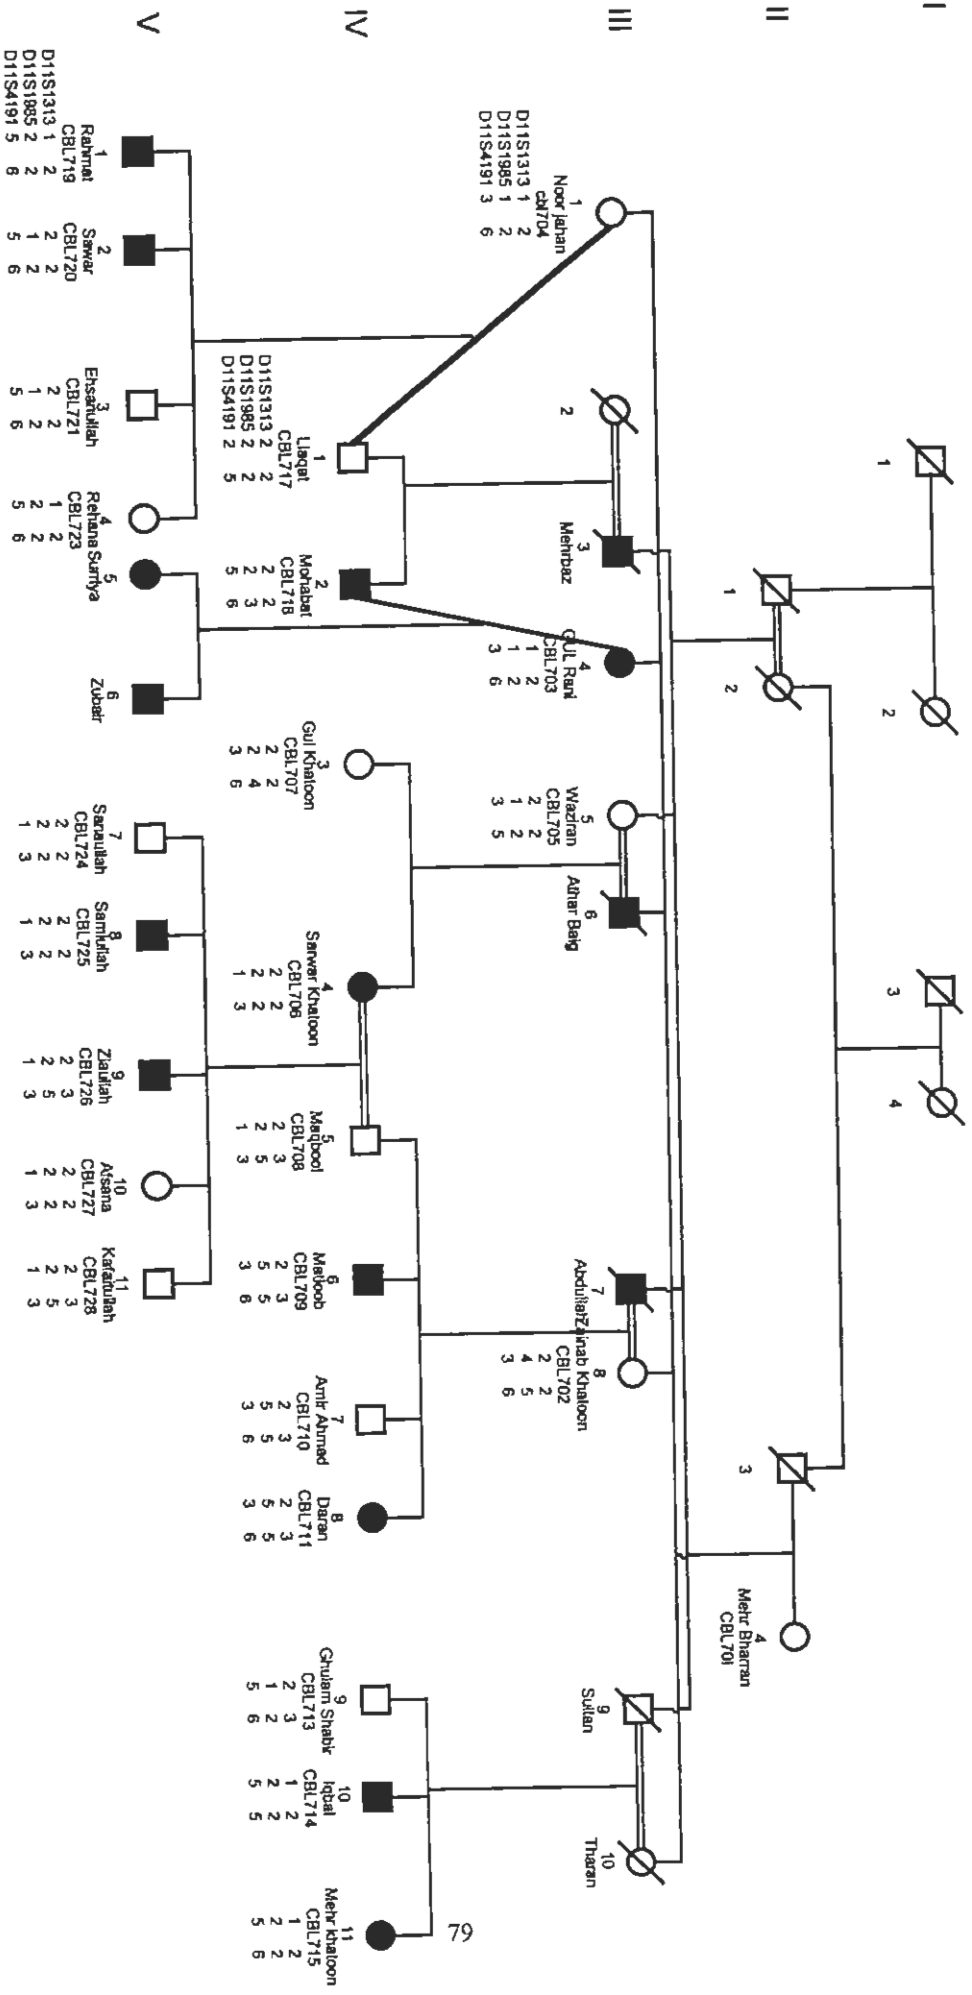 I
1
2
3
4
II
1
2
3
4
Mehr Bharran
CBL701
III
1
Noor jahan
cbl704
D11S1313 1 2
D11S1985 1 2
D11S4191 3 6
2
3
Mehrbaz
4
GUL Rani
CBL703
1 2
1 2
3 6
5
Waziran
CBL705
2 2
1 2
3 5
6
Athar Baig
7
Abdullah
8
Zainab Khatoon
CBL702
2 2
4 5
3 6
9
Sultan
10
Tharan
IV
1
Liaqat
CBL717
D11S1313 2 2
D11S1985 2 2
D11S4191 2 5
2
Mohabat
CBL718
2 2
2 3
5 6
3
Gul Khatoon
CBL707
2 2
2 4
3 6
4
Sarwar Khatoon
CBL706
2 2
2 2
1 3
5
Maqbool
CBL708
2 3
2 5
1 3
6
Matloob
CBL709
2 3
5 5
3 6
7
Amir Ahmad
CBL710
2 3
5 5
3 6
8
Daran
CBL711
2 3
5 5
3 6
9
Ghulam Shabir
CBL713
2 3
1 2
5 6
10
Iqbal
CBL714
1 2
2 2
5 5
11
Mehr khatoon
CBL715
1 2
2 2
5 6
V
1
Rahmat
CBL719
D11S1313 1 2
D11S1985 2 2
D11S4191 5 6
2
Sawar
CBL720
2 2
1 2
5 6
3
Ehsanullah
CBL721
2 2
1 2
5 6
4
Rehana
CBL723
1 2
2 2
5 6
5
Surriya
6
Zubair
7
Sanaullah
CBL724
2 2
2 2
1 3
8
Samiullah
CBL725
2 2
2 2
1 3
9
Ziaullah
CBL726
2 3
2 5
1 3
10
Afsana
CBL727
2 2
2 2
1 3
11
Kafaitullah
CBL728
2 3
2 5
1 3
79